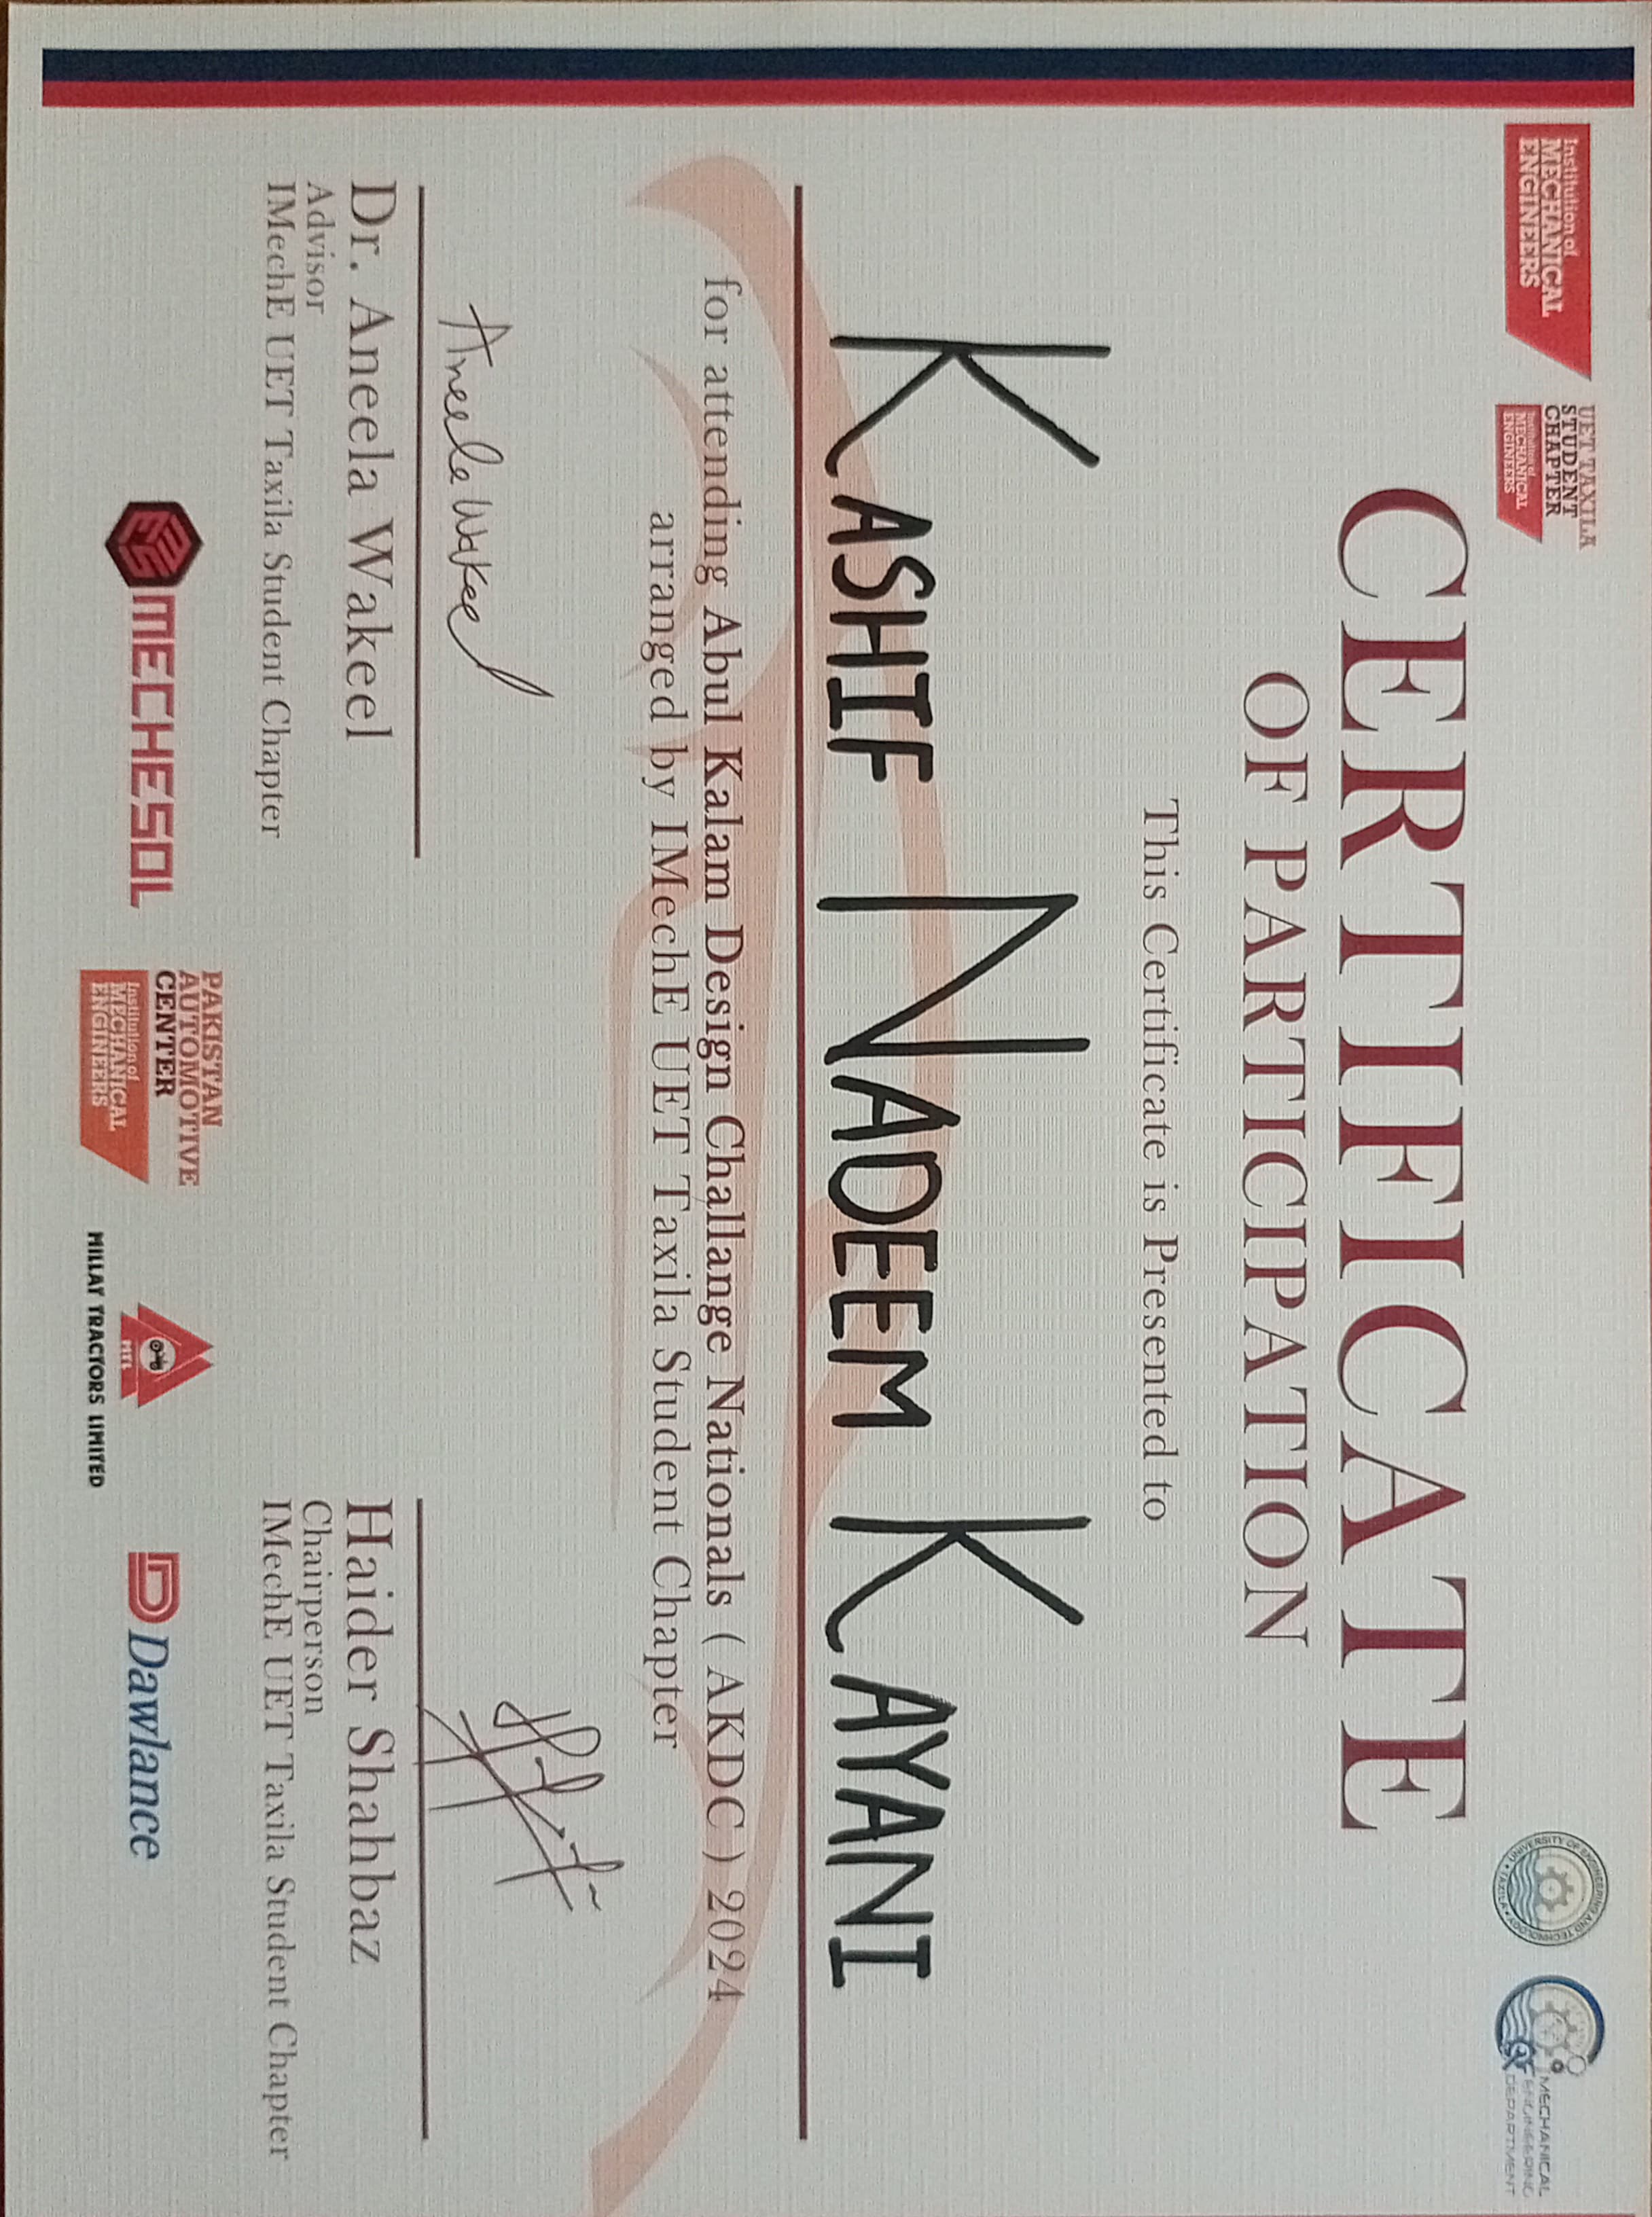 Institution of
MECHANICAL
ENGINEERS
UET TAXILA
STUDENT
CHAPTER
Institution of
MECHANICAL
ENGINEERS
UNIVERSITY OF ENGINEERING AND TECHNOLOGY
TAXILA
MECHANICAL
ENGINEERING
DEPARTMENT
CERTIFICATE
OF PARTICIPATION
This Certificate is Presented to
KASHIF NADEEM KAYANI
for attending Abul Kalam Design Challange Nationals ( AKDC ) 2024
arranged by IMechE UET Taxila Student Chapter
Aneela Wakeel
Dr. Aneela Wakeel
Advisor
IMechE UET Taxila Student Chapter
Haider Shahbaz
Chairperson
IMechE UET Taxila Student Chapter
MECHESOL
PAKISTAN
AUTOMOTIVE
CENTER
Institution of
MECHANICAL
ENGINEERS
MTL
MILLAT TRACTORS LIMITED
Dawlance